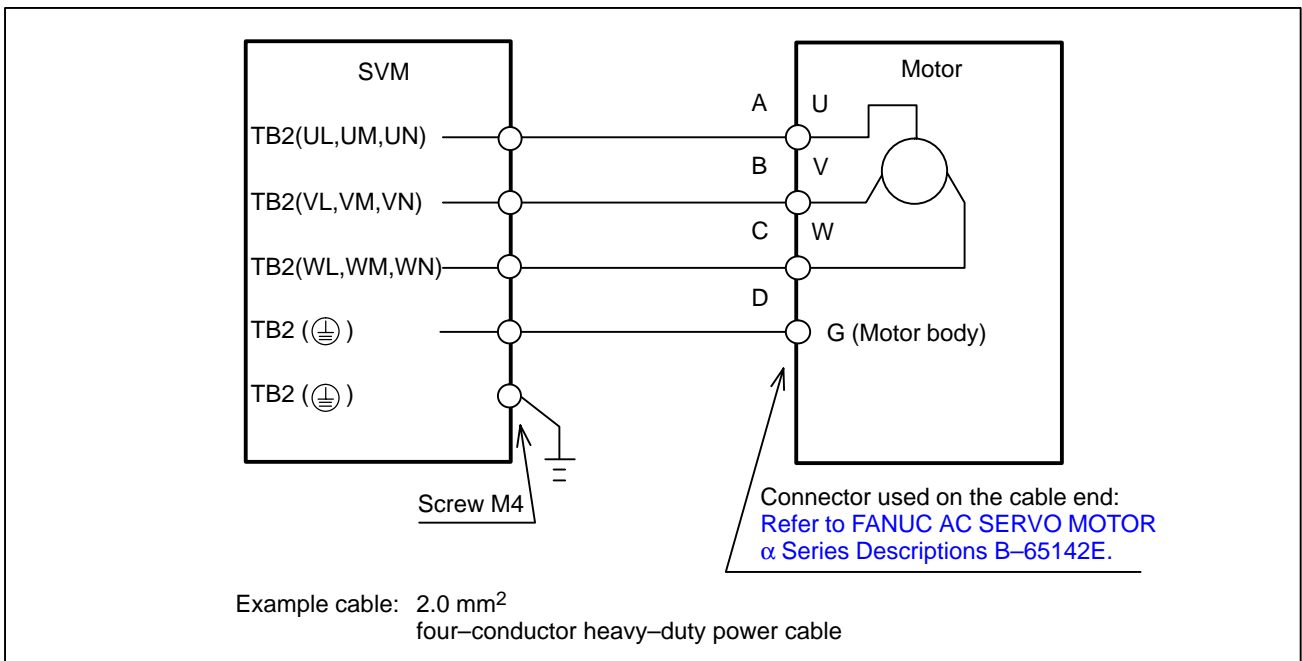 SVM
Motor
A U
TB2(UL,UM,UN)
B V
TB2(VL,VM,VN)
C W
TB2(WL,WM,WN)
D
TB2 ( )
G (Motor body)
TB2 ( )
Screw M4
Connector used on the cable end:
Refer to FANUC AC SERVO MOTOR
α Series Descriptions B–65142E.
Example cable: 2.0 mm²
four–conductor heavy–duty power cable